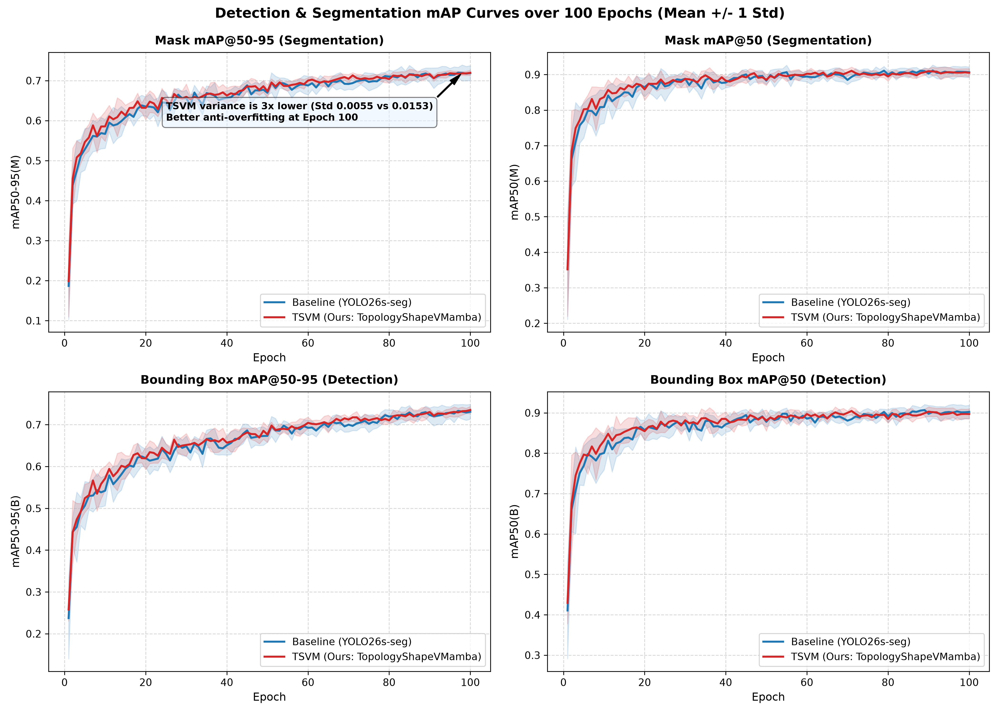 Detection & Segmentation mAP Curves over 100 Epochs (Mean +/- 1 Std)
Mask mAP@50-95 (Segmentation)
mAP50-95(M)
0.7
0.6
0.5
0.4
0.3
0.2
0.1
TSVM variance is 3x lower (Std 0.0055 vs 0.0153)
Better anti-overfitting at Epoch 100
Baseline (YOLO26s-seg)
TSVM (Ours: TopologyShapeVMamba)
0 20 40 60 80 100
Epoch
Mask mAP@50 (Segmentation)
mAP50(M)
0.9
0.8
0.7
0.6
0.5
0.4
0.3
0.2
Baseline (YOLO26s-seg)
TSVM (Ours: TopologyShapeVMamba)
0 20 40 60 80 100
Epoch
Bounding Box mAP@50-95 (Detection)
mAP50-95(B)
0.7
0.6
0.5
0.4
0.3
0.2
Baseline (YOLO26s-seg)
TSVM (Ours: TopologyShapeVMamba)
0 20 40 60 80 100
Epoch
Bounding Box mAP@50 (Detection)
mAP50(B)
0.9
0.8
0.7
0.6
0.5
0.4
0.3
Baseline (YOLO26s-seg)
TSVM (Ours: TopologyShapeVMamba)
0 20 40 60 80 100
Epoch